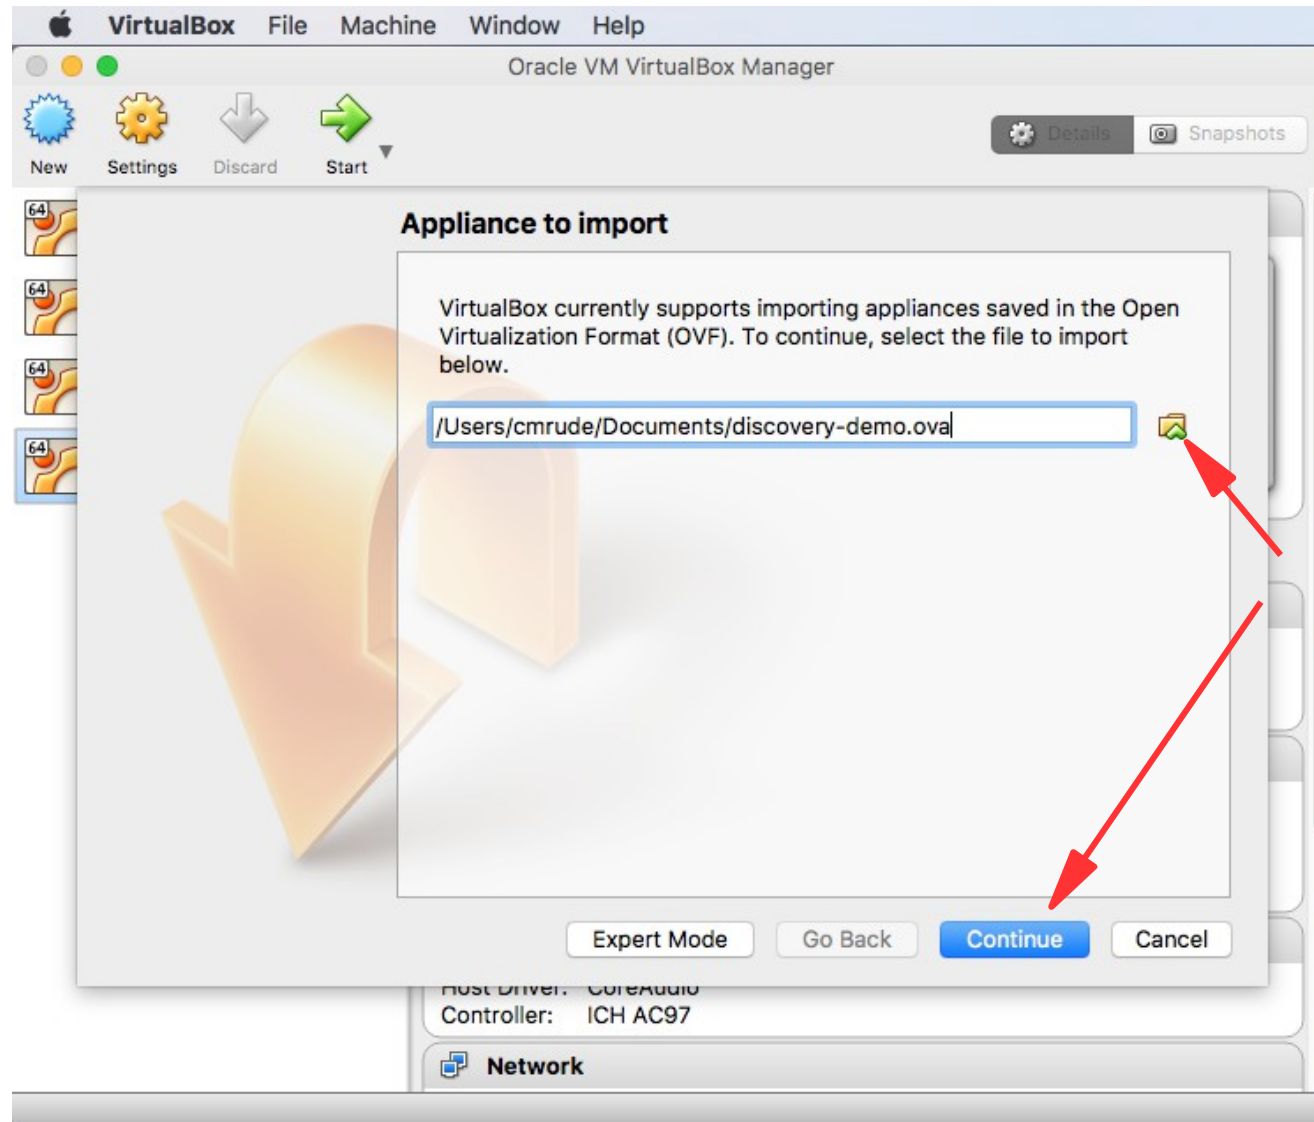 VirtualBox File Machine Window Help
Oracle VM VirtualBox Manager
New Settings Discard Start
Details Snapshots
64
64
64
64
Appliance to import
VirtualBox currently supports importing appliances saved in the Open
Virtualization Format (OVF). To continue, select the file to import
below.
/Users/cmrude/Documents/discovery-demo.ova
Expert Mode Go Back Continue Cancel
Host Driver: CoreAudio
Controller: ICH AC97
Network